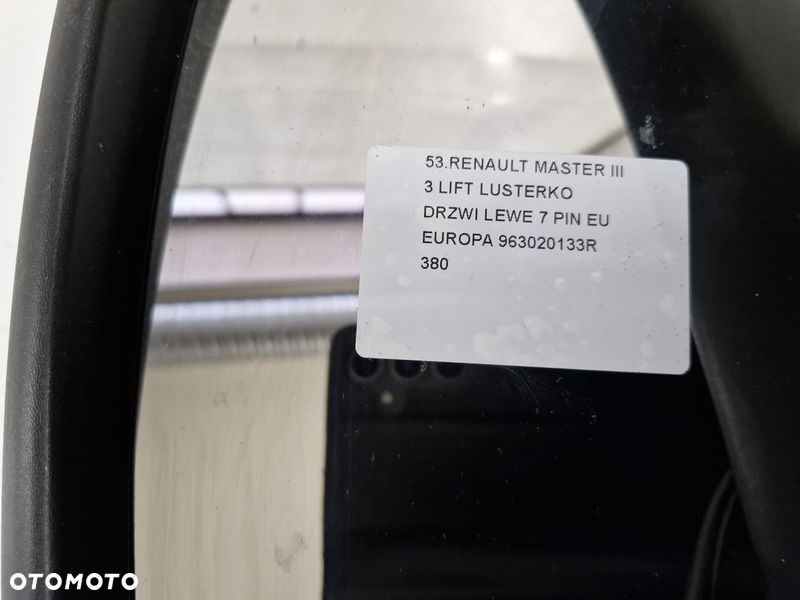 53.RENAULT MASTER III
3 LIFT LUSTERKO
DRZWI LEWE 7 PIN EU
EUROPA 963020133R
380
OTOMOTO